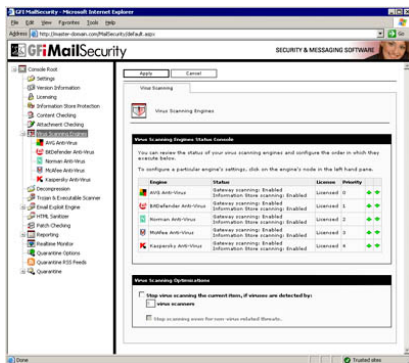 GFI MailSecurity - Microsoft Internet Explorer
File Edit View Favorites Tools Help
Address http://master-domain.com/MailSecurity/default.aspx Go
GFi MailSecurity
SECURITY & MESSAGING SOFTWARE
Console Root
Settings
Version Information
Licensing
Information Store Protection
Content Checking
Attachment Checking
Virus Scanning Engines
AVG Anti-Virus
BitDefender Anti-Virus
Norman Anti-Virus
McAfee Anti-Virus
Kaspersky Anti-Virus
Decompression
Trojan & Executable Scanner
Email Exploit Engine
HTML Sanitizer
Patch Checking
Reporting
Realtime Monitor
Quarantine Options
Quarantine RSS Feeds
Quarantine
Apply Cancel
Virus Scanning
Virus Scanning Engines
Virus Scanning Engines Status Console
You can review the status of your virus scanning engines and configure the order in which they execute below.
To configure a particular engine's settings, click on the engine's node in the left hand pane.
Engine Status License Priority
AVG Anti-Virus Gateway scanning: Enabled Information Store scanning: Enabled Licensed 0
BitDefender Anti-Virus Gateway scanning: Enabled Information Store scanning: Enabled Licensed 1
Norman Anti-Virus Gateway scanning: Enabled Information Store scanning: Enabled Licensed 2
McAfee Anti-Virus Gateway scanning: Enabled Information Store scanning: Enabled Licensed 3
Kaspersky Anti-Virus Gateway scanning: Enabled Information Store scanning: Enabled Licensed 4
Virus Scanning Optimizations
Stop virus scanning the current item, if viruses are detected by:
virus scanners
Stop scanning even for non virus related threats.
Done
Trusted sites